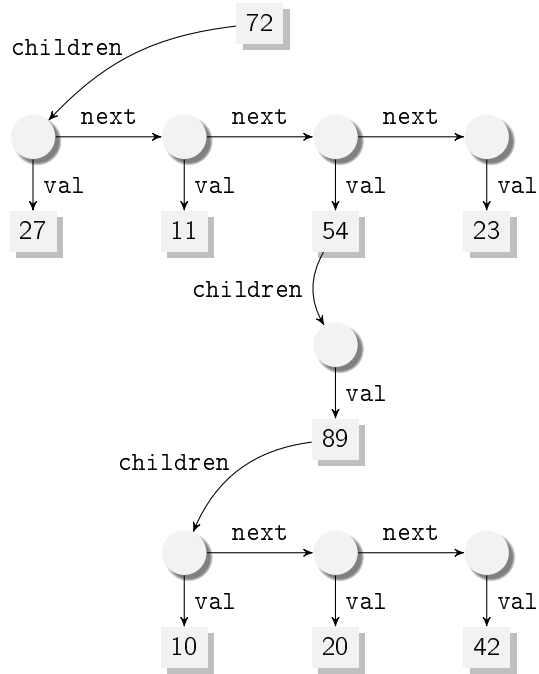 72
children
next next next
val val val val
27 11 54 23
children
val
89
children
next next
val val val
10 20 42